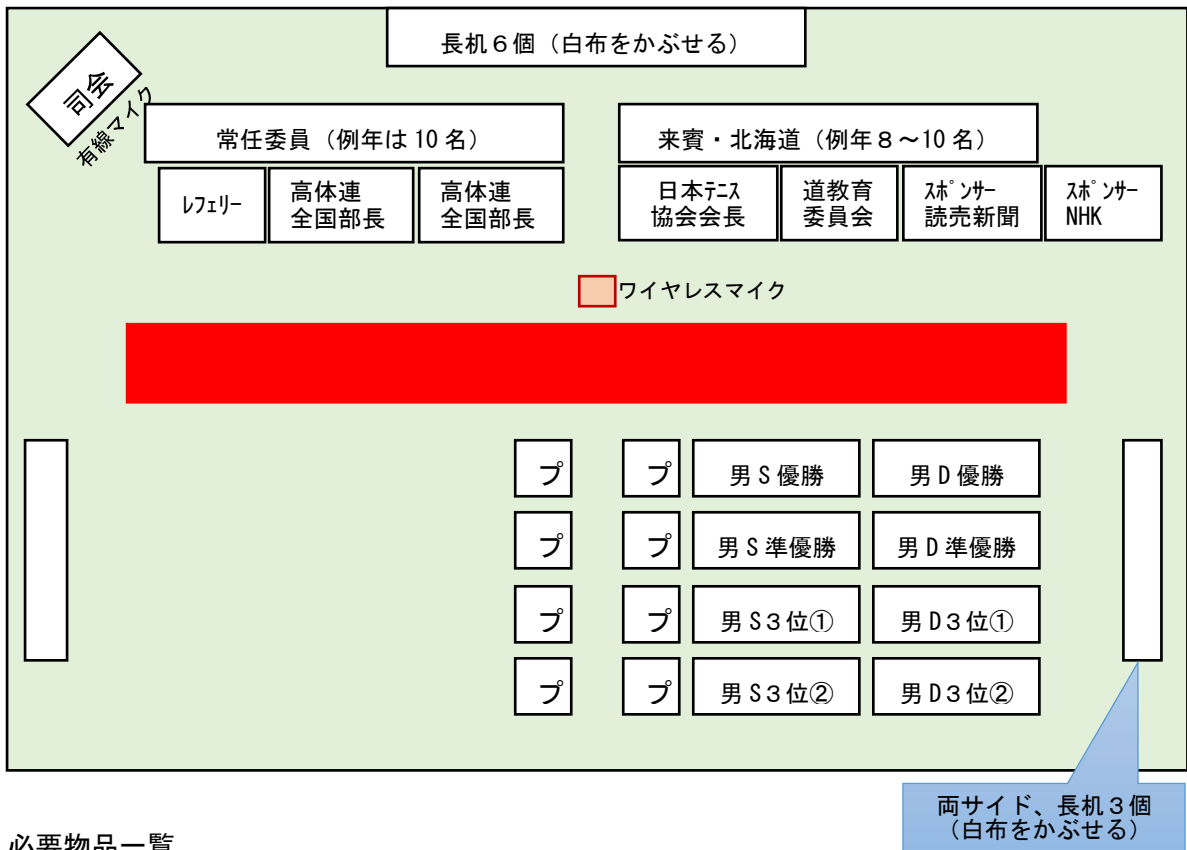 長机６個（白布をかぶせる）
司会
有線マイク
常任委員（例年は 10 名）
来賓・北海道（例年８～10 名）
ﾚﾌｪﾘｰ
高体連
全国部長
高体連
全国部長
日本ﾃﾆｽ
協会会長
道教育
委員会
ｽﾎﾟﾝｻｰ
読売新聞
ｽﾎﾟﾝｻｰ
NHK
ワイヤレスマイク
プ プ 男 S 優勝 男 D 優勝
プ プ 男 S 準優勝 男 D 準優勝
プ プ 男 S３位① 男 D３位①
プ プ 男 S３位② 男 D３位②
両サイド、長机３個
（白布をかぶせる）
必要物品一覧